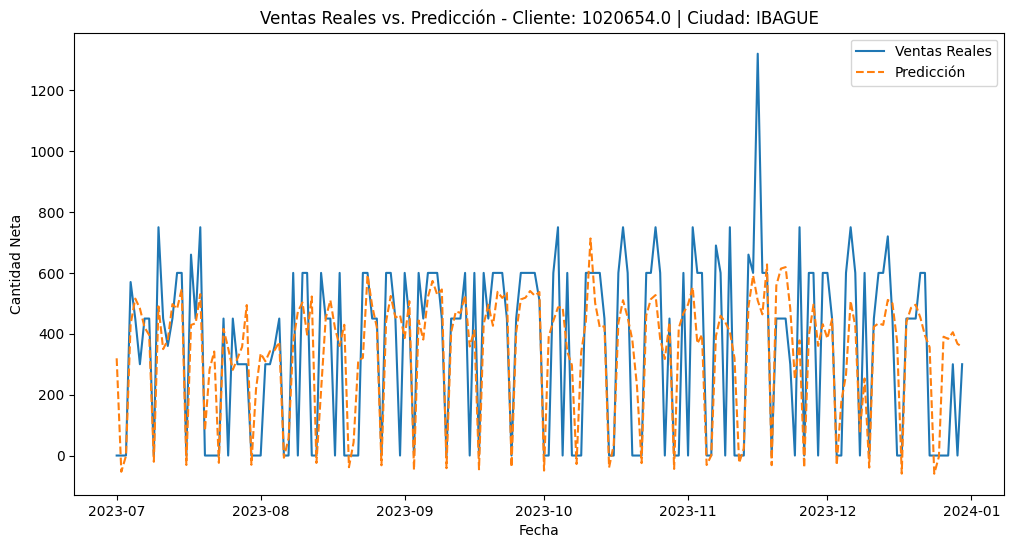 Ventas Reales vs. Predicción - Cliente: 1020654.0 | Ciudad: IBAGUE
Ventas Reales
Predicción
Cantidad Neta
1200
1000
800
600
400
200
0
2023-07
2023-08
2023-09
2023-10
2023-11
2023-12
2024-01
Fecha